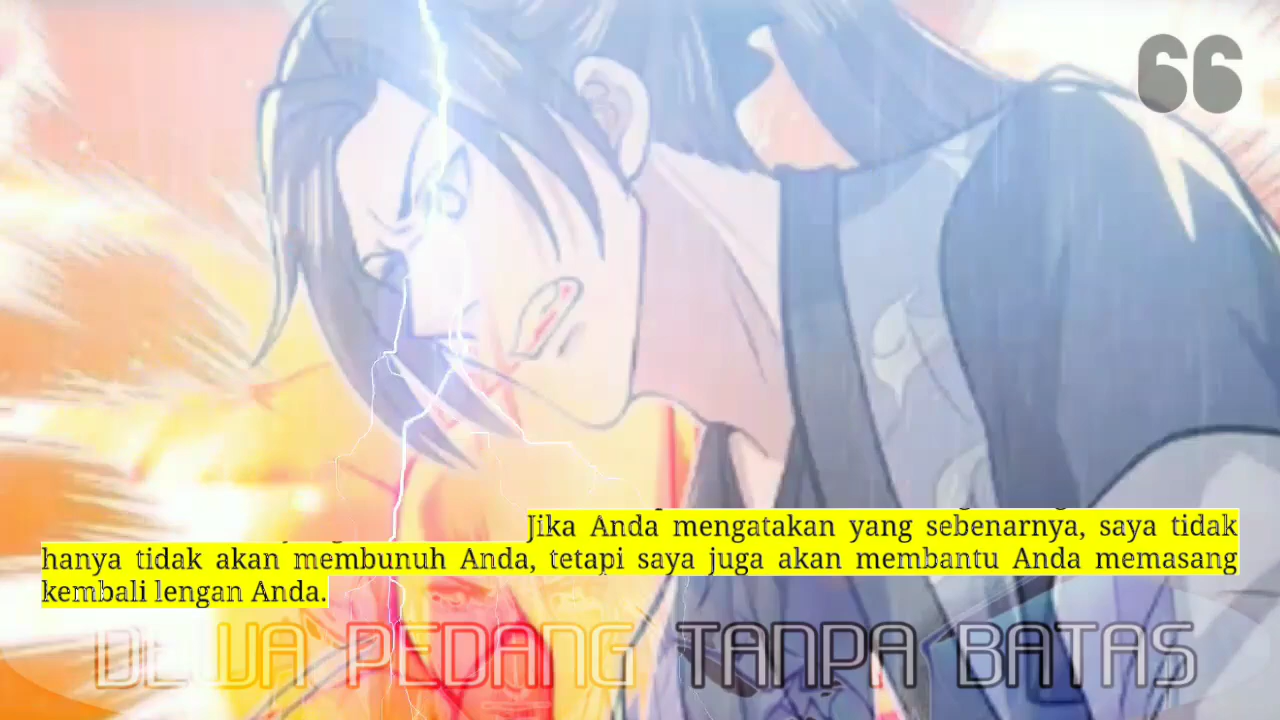 66
Jika Anda mengatakan yang sebenarnya, saya tidak
hanya tidak akan membunuh Anda, tetapi saya juga akan membantu Anda memasang
kembali lengan Anda.
DEWA PEDANG TANPA BATAS